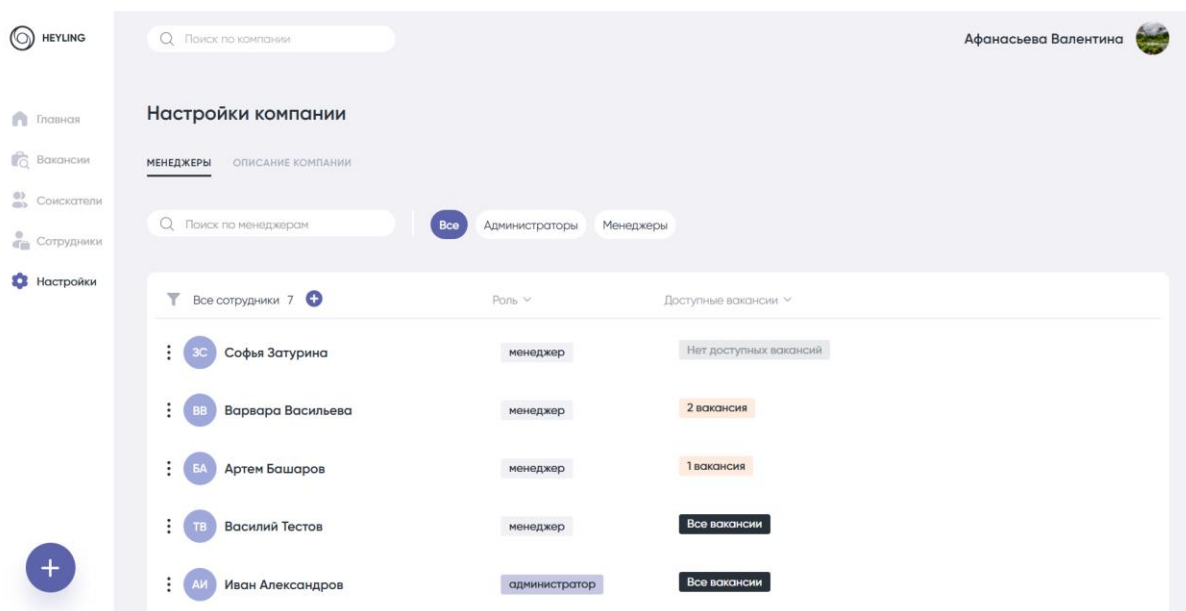 HEYLING
Поиск по компании
Афанасьева Валентина
Главная
Вакансии
Соискатели
Сотрудники
Настройки
Настройки компании
МЕНЕДЖЕРЫ ОПИСАНИЕ КОМПАНИИ
Поиск по менеджерам
Все Администраторы Менеджеры
Все сотрудники 7 Роль Доступные вакансии
ЗС Софья Затурина менеджер Нет доступных вакансий
ВВ Варвара Васильева менеджер 2 вакансия
БА Артем Башаров менеджер 1 вакансия
ТВ Василий Тестов менеджер Все вакансии
АИ Иван Александров администратор Все вакансии